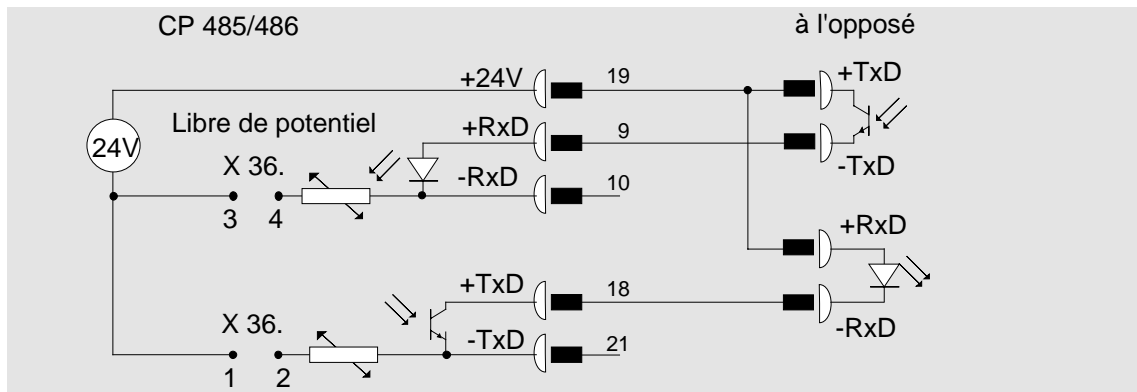 CP 485/486
à l'opposé
+24V
19
+TxD
24V
Libre de potentiel
+RxD
9
-TxD
X 36.
-RxD
10
3 4
+RxD
+TxD
18
-RxD
X 36.
-TxD
21
1 2